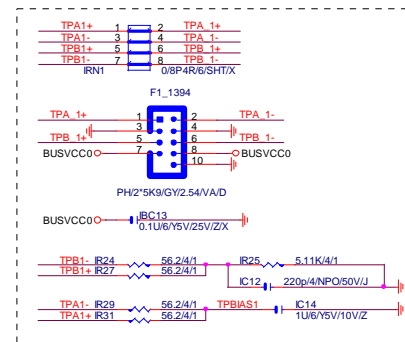 TPA1+ 1 2 TPA_1+
TPA1- 3 4 TPA_1-
TPB1+ 5 6 TPB_1+
TPB1- 7 8 TPB_1-
IRN1 0/8P4R/6/SHT/X
F1_1394
TPA_1+ 1 2 TPA_1-
3 4
TPB_1+ 5 6 TPB_1-
BUSVCC0 7 8 BUSVCC0
10
PH/2*5K9/GY/2.54/VA/D
BUSVCC0 IBC13
0.1U/6/Y5V/25V/Z/X
TPB1- IR24 56.2/4/1 IR25 5.11K/4/1
TPB1+ IR27 56.2/4/1
IC12 220p/4/NPO/50V/J
TPA1- IR29 56.2/4/1 TPBIAS1 IC14
TPA1+ IR31 56.2/4/1 1U/6/Y5V/10V/Z